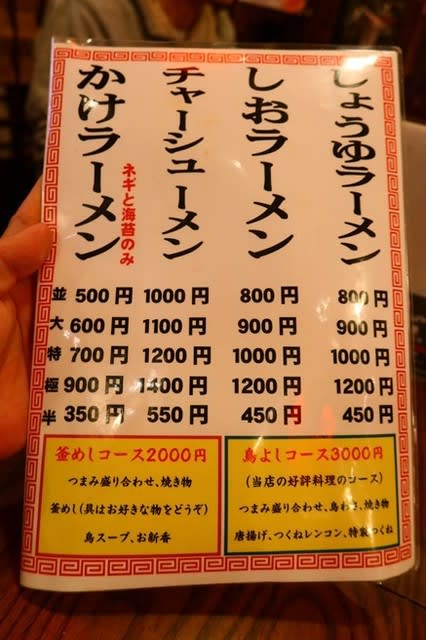 しょうゆラーメン
しおラーメン
チャーシューメン
かけラーメン
ネギと海苔のみ
並 500円 1000円 800円 800円
大 600円 1100円 900円 900円
特 700円 1200円 1000円 1000円
極 900円 1400円 1200円 1200円
半 350円 550円 450円 450円
釜めしコース2000円
つまみ盛り合わせ、焼き物
釜めし(具はお好きな物をどうぞ)
鳥スープ、お新香
鳥よしコース3000円
(当店の好評料理のコース)
つまみ盛り合わせ、鳥わさ、焼き物
唐揚げ、つくねレンコン、特製つくね